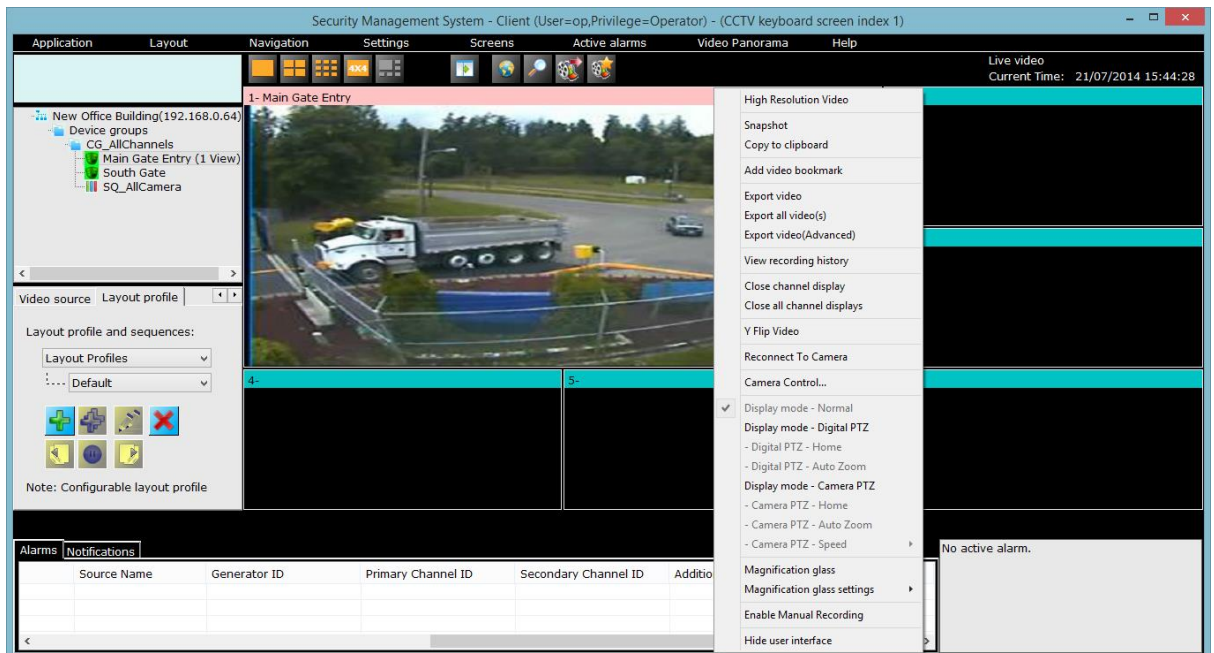 Security Management System - Client (User=op,Privilege=Operator) - (CCTV keyboard screen index 1)
Application Layout Navigation Settings Screens Active alarms Video Panorama Help
4X4
Live video
Current Time: 21/07/2014 15:44:28
New Office Building(192.168.0.64)
Device groups
CG_AllChannels
Main Gate Entry (1 View)
South Gate
SQ_AllCamera
Video source Layout profile
Layout profile and sequences:
Layout Profiles
Default
Note: Configurable layout profile
1- Main Gate Entry
4-
5-
High Resolution Video
Snapshot
Copy to clipboard
Add video bookmark
Export video
Export all video(s)
Export video(Advanced)
View recording history
Close channel display
Close all channel displays
Y Flip Video
Reconnect To Camera
Camera Control...
Display mode - Normal
Display mode - Digital PTZ
- Digital PTZ - Home
- Digital PTZ - Auto Zoom
Display mode - Camera PTZ
- Camera PTZ - Home
- Camera PTZ - Auto Zoom
- Camera PTZ - Speed
Magnification glass
Magnification glass settings
Enable Manual Recording
Hide user interface
Alarms Notifications
Source Name Generator ID Primary Channel ID Secondary Channel ID Additio
No active alarm.